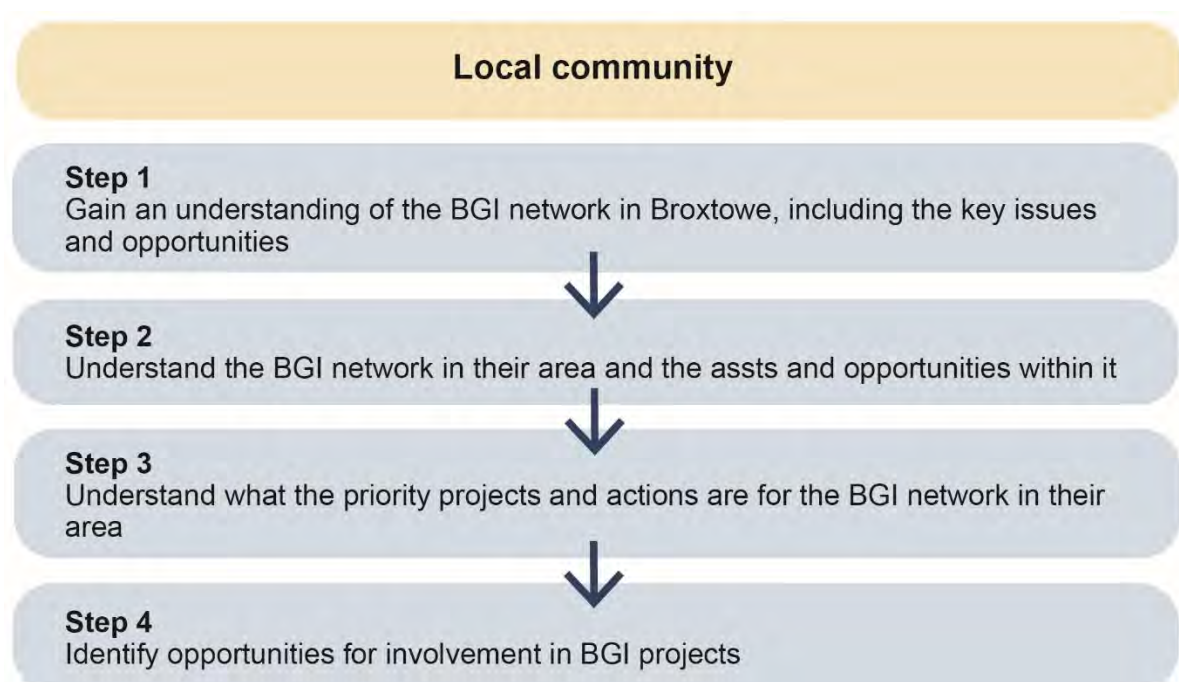 Local community
Step 1
Gain an understanding of the BGI network in Broxtowe, including the key issues
and opportunities
Step 2
Understand the BGI network in their area and the assts and opportunities within it
Step 3
Understand what the priority projects and actions are for the BGI network in their
area
Step 4
Identify opportunities for involvement in BGI projects